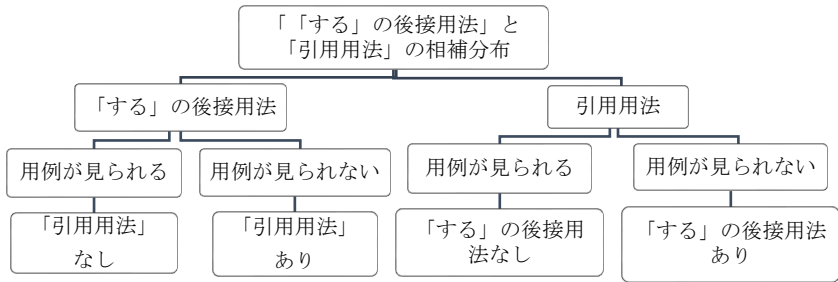 「「する」の後接用法」と
「引用用法」の相補分布
「する」の後接用法
引用用法
用例が見られる
用例が見られない
用例が見られる
用例が見られない
「引用用法」
なし
「引用用法」
あり
「する」の後接用
法なし
「する」の後接用法
あり